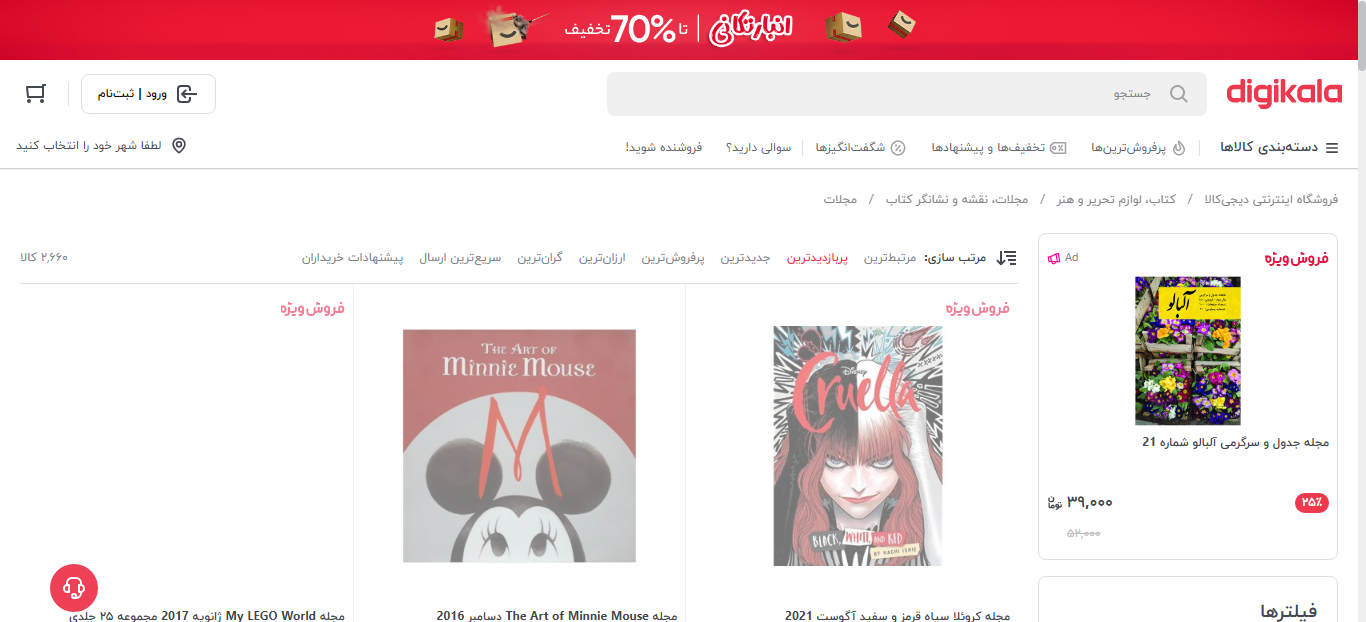 انبارتکانی | تا 70% تخفیف
digikala
جستجو
ورود | ثبت‌نام
دسته‌بندی کالاها
پرفروش‌ترین‌ها
تخفیف‌ها و پیشنهادها
شگفت‌انگیزها
سوالی دارید؟
فروشنده شوید!
لطفا شهر خود را انتخاب کنید
فروشگاه اینترنتی دیجی‌کالا / کتاب، لوازم تحریر و هنر / مجلات، نقشه و نشانگر کتاب / مجلات
فروش ویژه
Ad
آلبالو
مجله جدول و سرگرمی آلبالو شماره 21
۲۵٪
۳۹,۰۰۰ تومان
۵۲,۰۰۰
فیلترها
مرتب سازی: مرتبط‌ترین پربازدیدترین جدیدترین پرفروش‌ترین ارزان‌ترین گران‌ترین سریع‌ترین ارسال پیشنهادات خریداران
۲,۶۶۰ کالا
فروش ویژه
Disney
Cruella
BLACK, WHITE AND RED
BY HACHI ISHIE
مجله کروئلا سیاه قرمز و سفید آگوست 2021
THE ART OF
MINNIE MOUSE
مجله The Art of Minnie Mouse دسامبر 2016
فروش ویژه
مجله My LEGO World ژانویه 2017 مجموعه ۲۵ جلدی